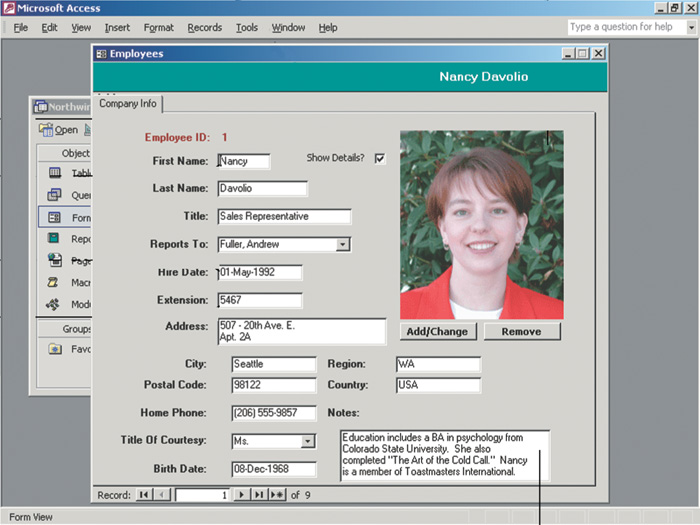 Microsoft Access
File Edit View Insert Format Records Tools Window Help
Type a question for help
Employees
Nancy Davolio
Northwin
Company Info
Open
Object
Employee ID: 1
First Name: Nancy
Show Details?
Tabl
Last Name: Davolio
Quer
Title: Sales Representative
Form
Repo
Reports To: Fuller, Andrew
Page
Hire Date: 01-May-1992
Macr
Extension: 5467
Modu
Address: 507 - 20th Ave. E.
Apt. 2A
Groups
Add/Change Remove
Favo
City: Seattle Region: WA
Postal Code: 98122 Country: USA
Home Phone: (206) 555-9857 Notes:
Title Of Courtesy: Ms.
Birth Date: 08-Dec-1968
Education includes a BA in psychology from
Colorado State University. She also
completed "The Art of the Cold Call." Nancy
is a member of Toastmasters International.
Record: 1 of 9
Form View